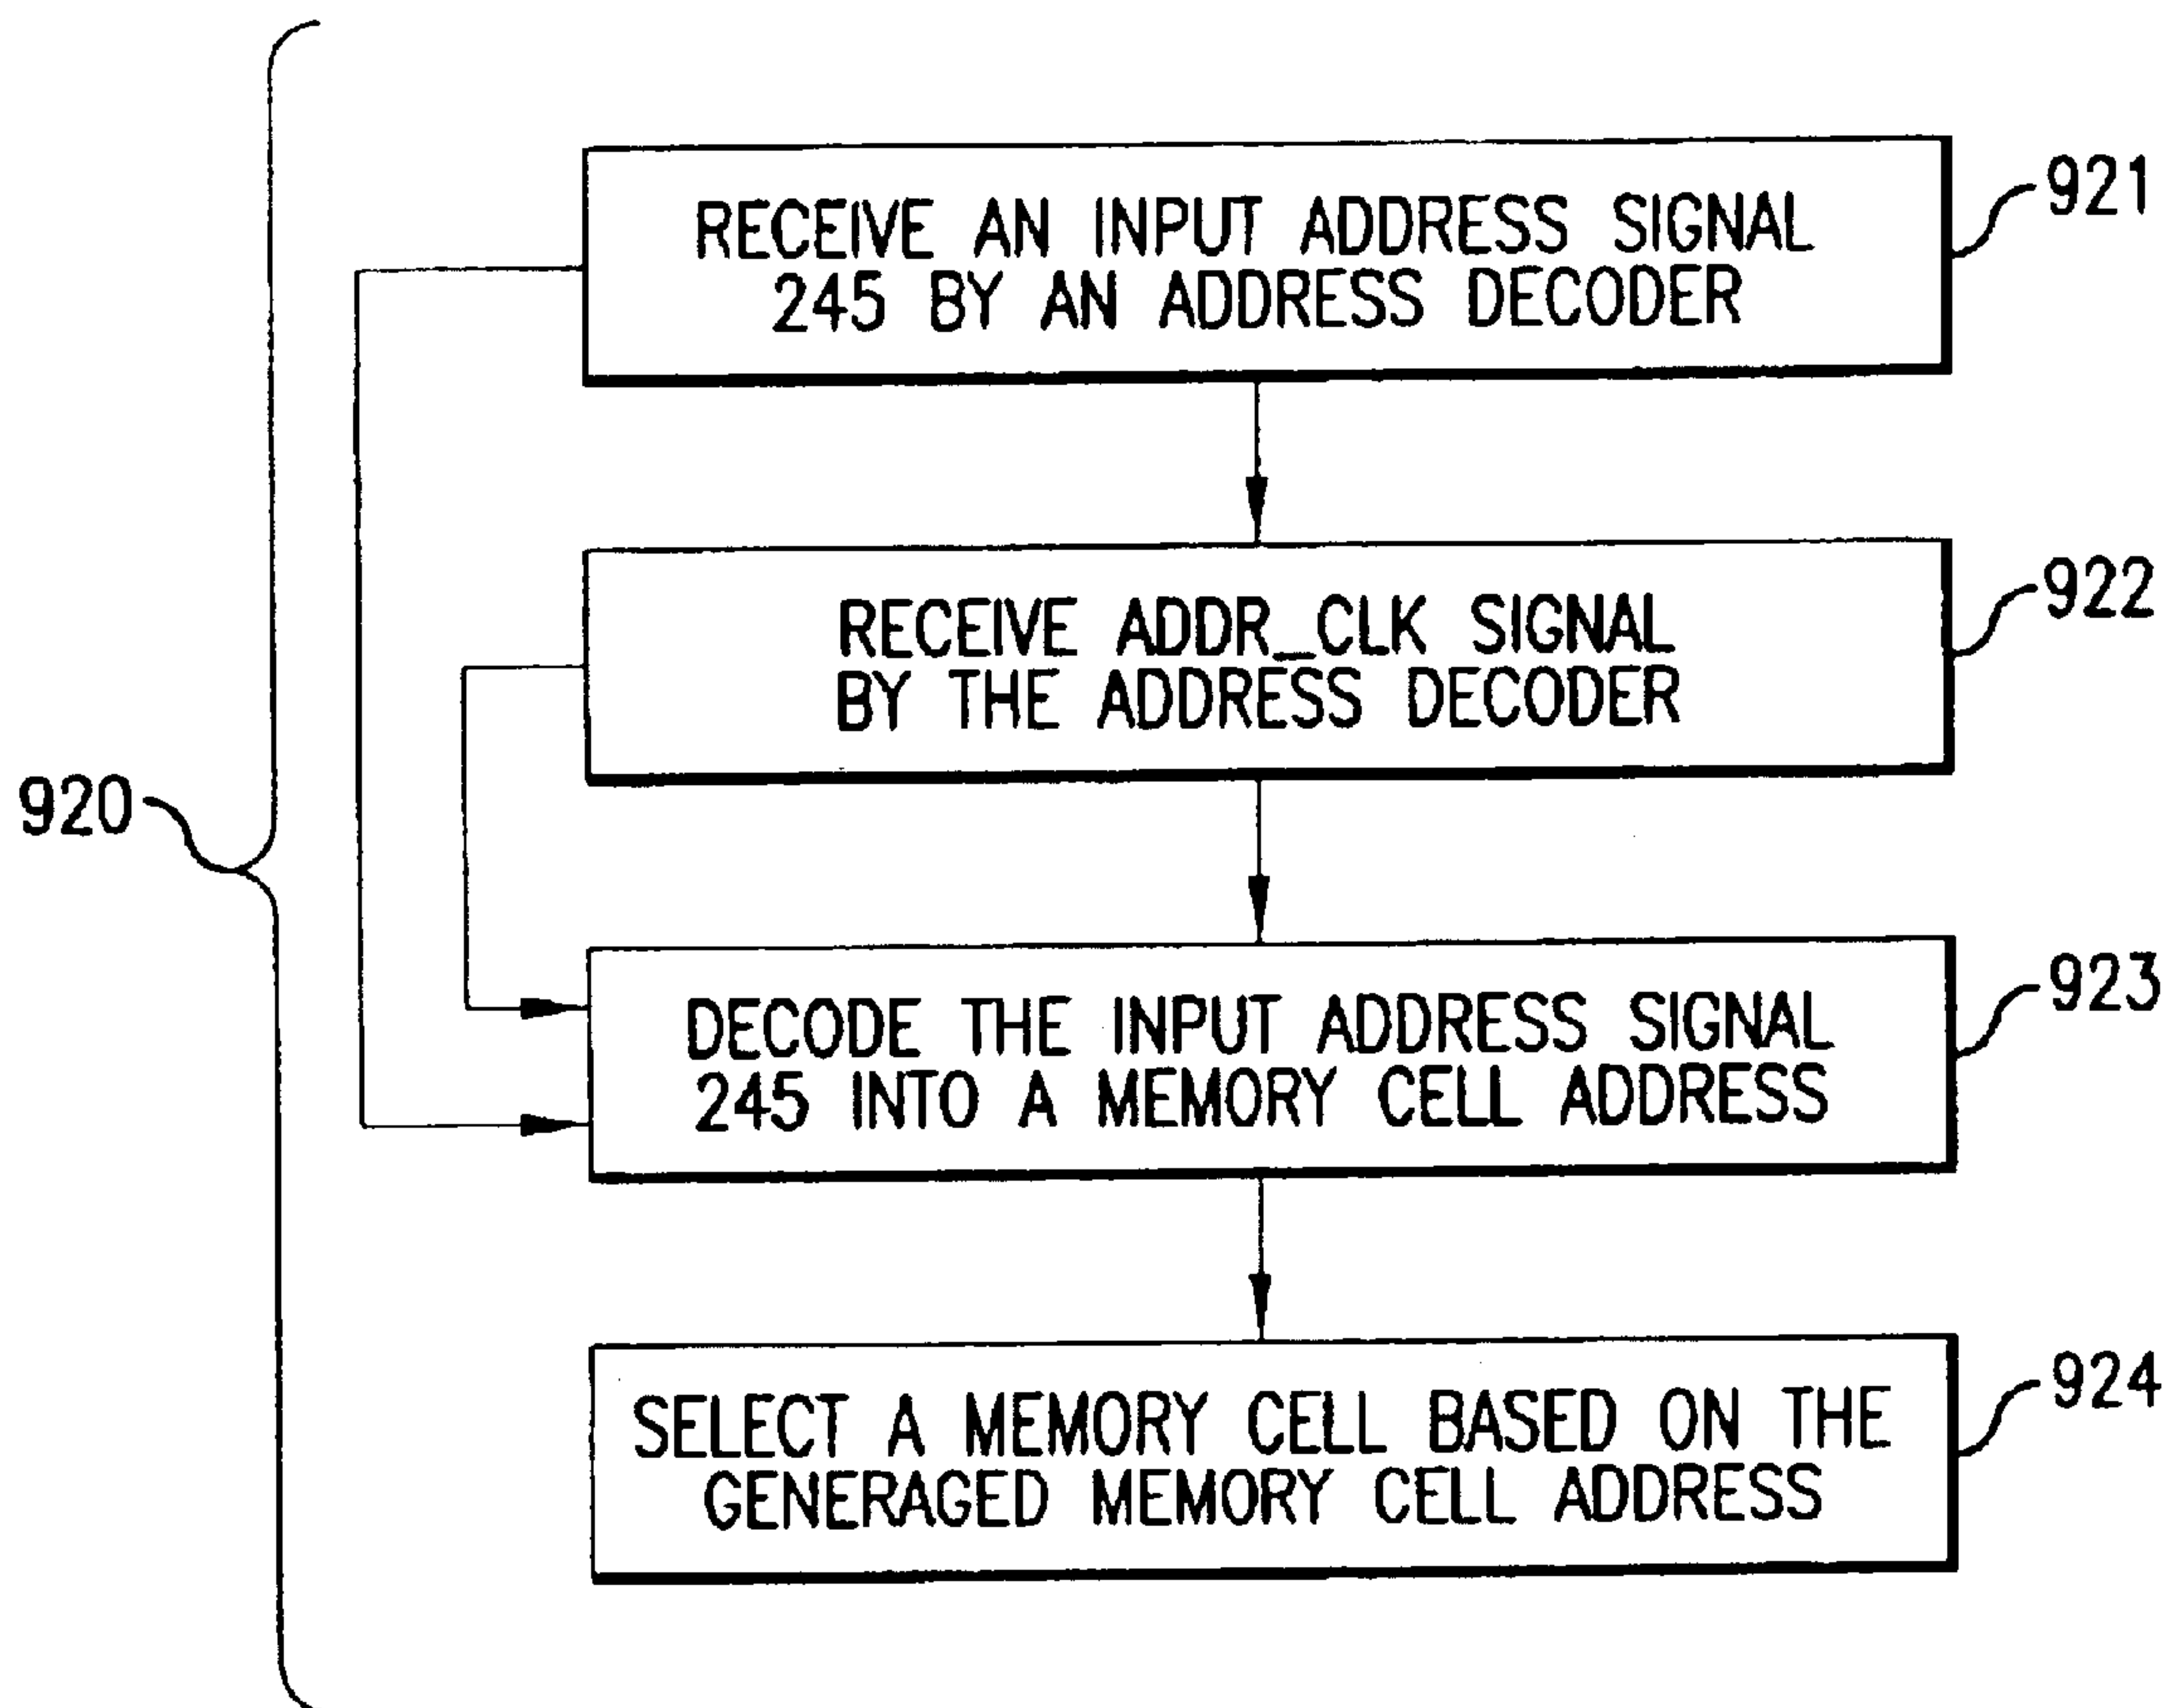 RECEIVE AN INPUT ADDRESS SIGNAL
245 BY AN ADDRESS DECODER
921
RECEIVE ADDR_CLK SIGNAL
BY THE ADDRESS DECODER
922
920
DECODE THE INPUT ADDRESS SIGNAL
245 INTO A MEMORY CELL ADDRESS
923
SELECT A MEMORY CELL BASED ON THE
GENERAGED MEMORY CELL ADDRESS
924